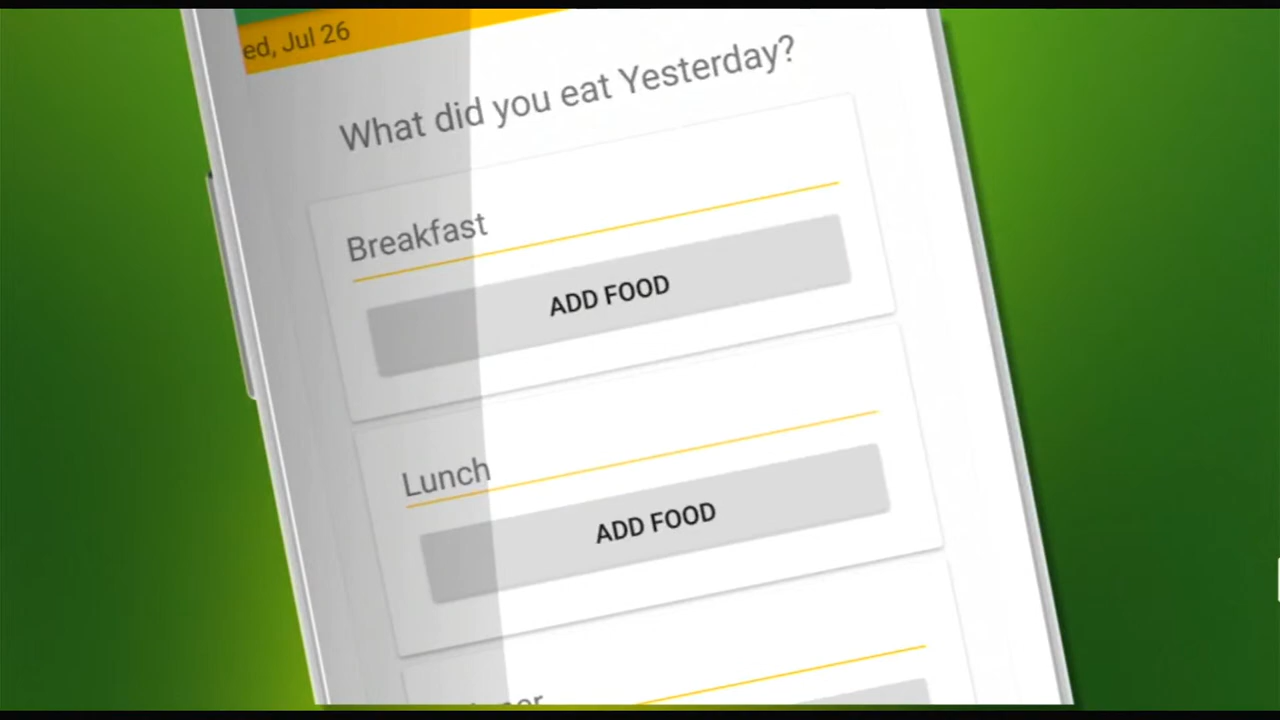 ed, Jul 26
What did you eat Yesterday?
Breakfast
ADD FOOD
Lunch
ADD FOOD